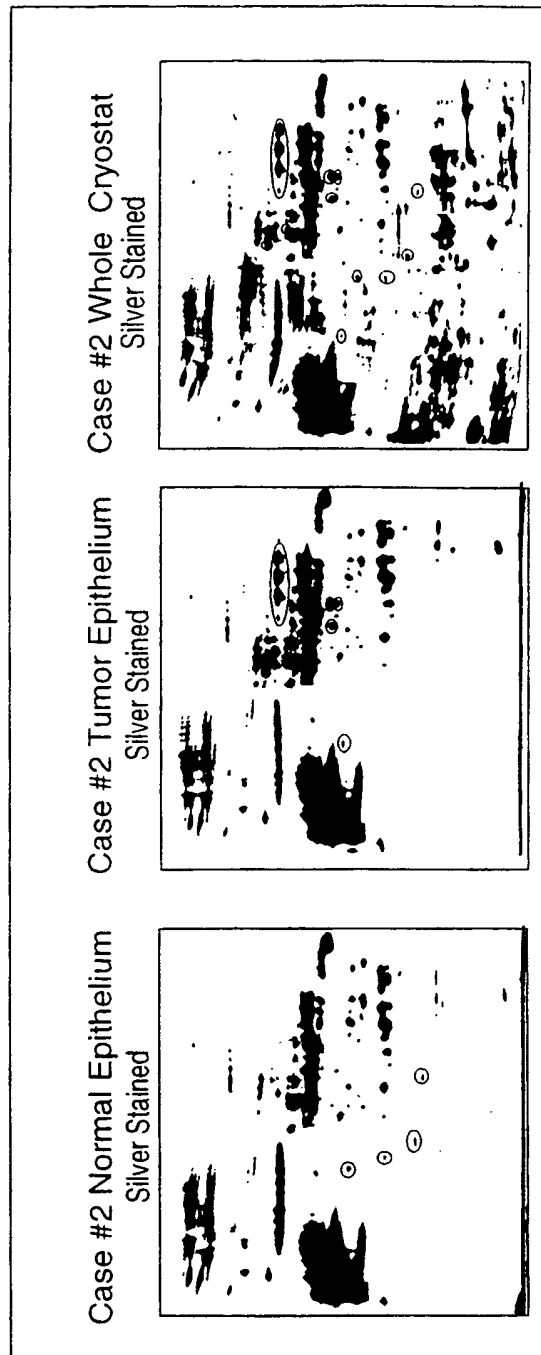 Case #2 Normal Epithelium
Silver Stained
Case #2 Tumor Epithelium
Silver Stained
Case #2 Whole Cryostat
Silver Stained